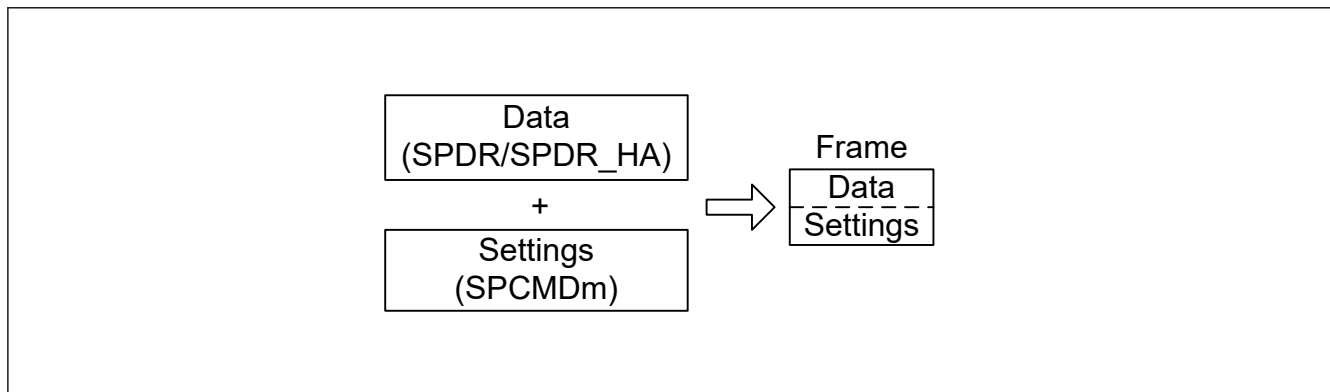 Data
(SPDR/SPDR_HA)
+
Settings
(SPCMDm)
Frame
Data
Settings